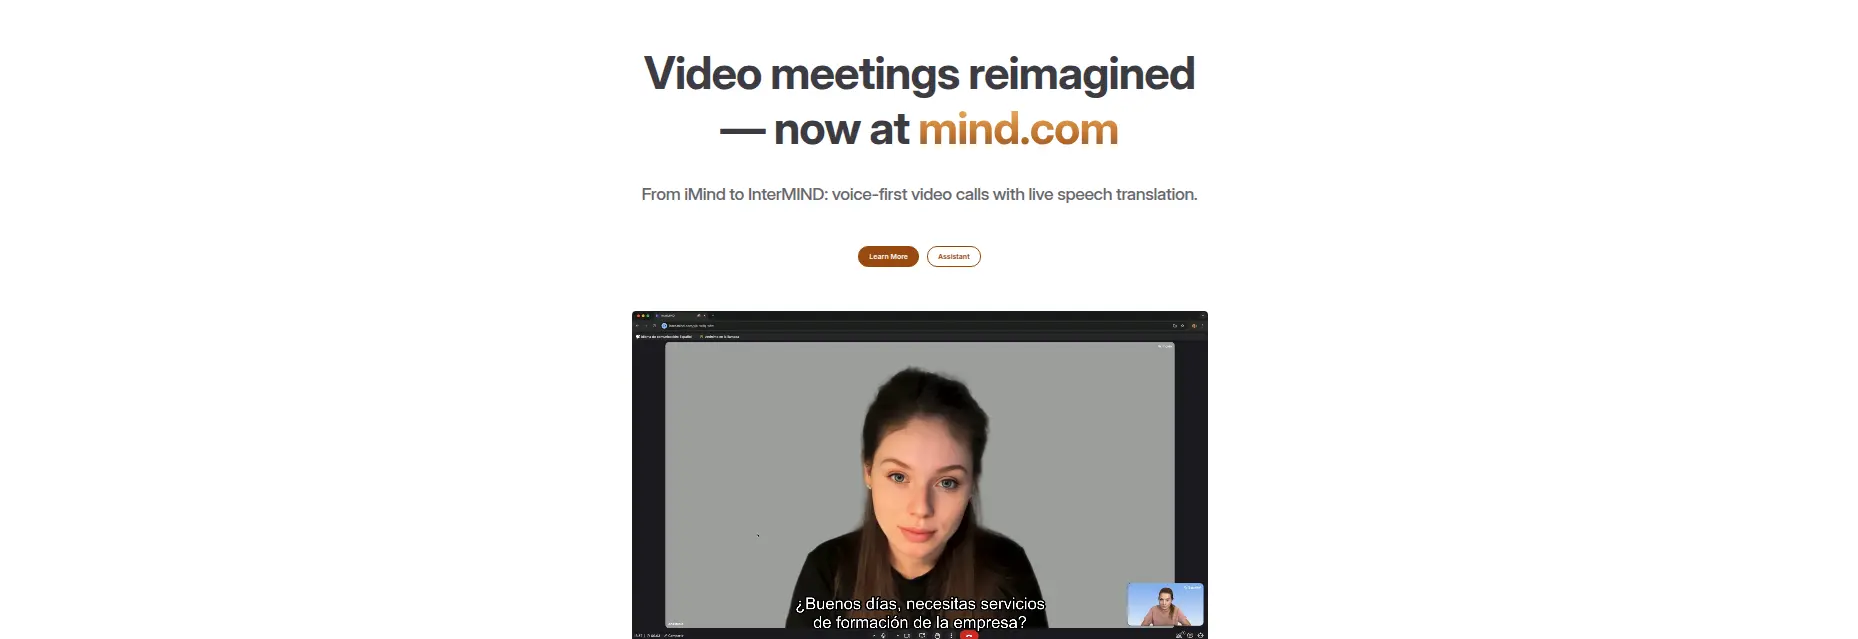 Video meetings reimagined
— now at mind.com
From iMind to InterMIND: voice-first video calls with live speech translation.
Learn More
Assistant
¿Buenos días, necesitas servicios
de formación de la empresa?